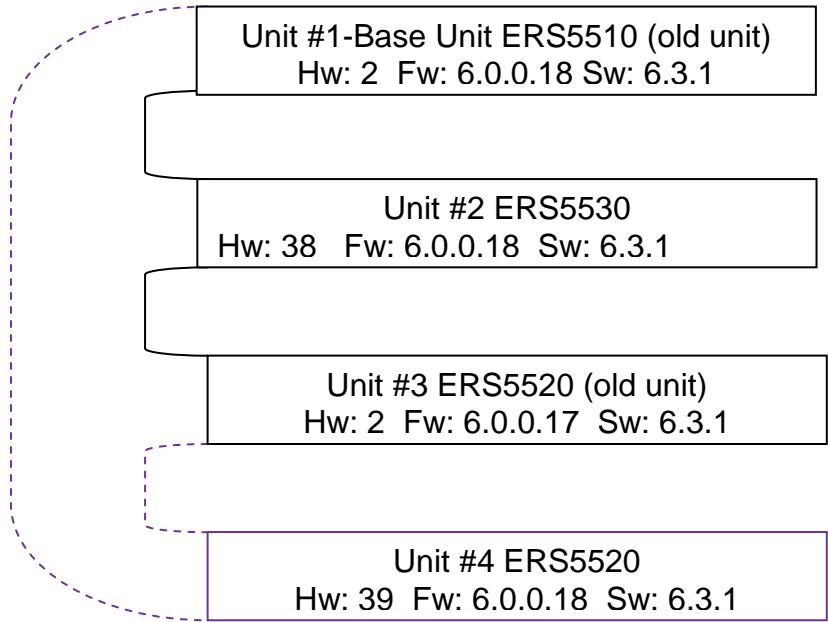 Unit #1-Base Unit ERS5510 (old unit)
Hw: 2 Fw: 6.0.0.18 Sw: 6.3.1
Unit #2 ERS5530
Hw: 38 Fw: 6.0.0.18 Sw: 6.3.1
Unit #3 ERS5520 (old unit)
Hw: 2 Fw: 6.0.0.17 Sw: 6.3.1
Unit #4 ERS5520
Hw: 39 Fw: 6.0.0.18 Sw: 6.3.1